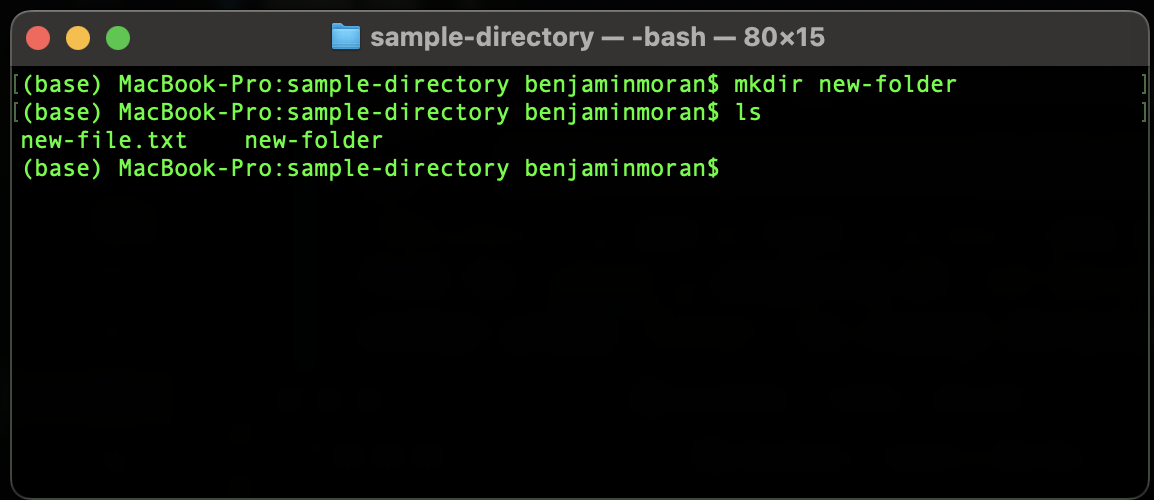 sample-directory — -bash — 80×15
[(base) MacBook-Pro:sample-directory benjaminmoran$ mkdir new-folder ]
[(base) MacBook-Pro:sample-directory benjaminmoran$ ls ]
new-file.txt    new-folder
(base) MacBook-Pro:sample-directory benjaminmoran$